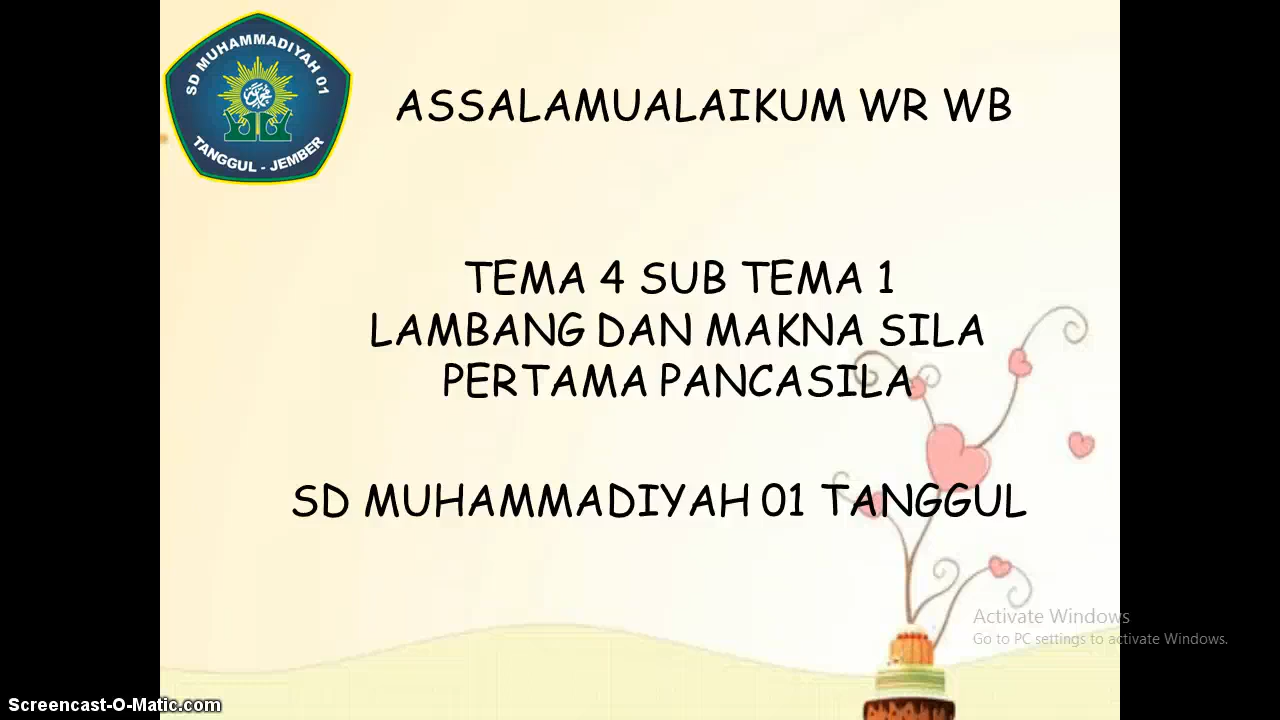 SD MUHAMMADIYAH 01
TANGGUL - JEMBER
ASSALAMUALAIKUM WR WB
TEMA 4 SUB TEMA 1
LAMBANG DAN MAKNA SILA
PERTAMA PANCASILA
SD MUHAMMADIYAH 01 TANGGUL
Activate Windows
Go to PC settings to activate Windows.
Screencast-O-Matic.com